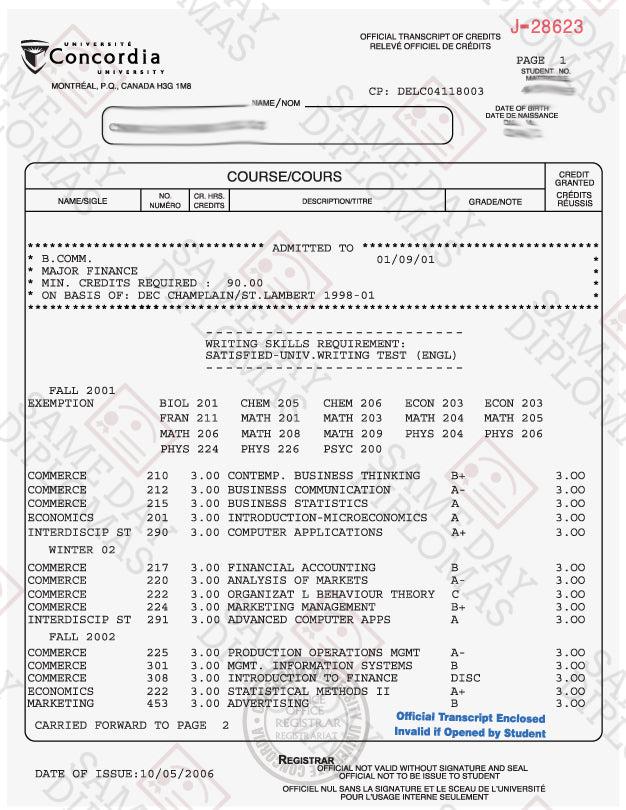 J-28623
UNIVERSITÉ
Concordia
UNIVERSITY
MONTRÉAL, P.Q., CANADA H3G 1M8
OFFICIAL TRANSCRIPT OF CREDITS
RELEVÉ OFFICIEL DE CRÉDITS
PAGE 1
STUDENT NO.
CP: DELC04118003
NAME/NOM
DATE OF BIRTH
DATE DE NAISSANCE
COURSE/COURS
CREDIT GRANTED
CRÉDITS RÉUSSIS
NAME/SIGLE NO. NUMÉRO CR. HRS. CREDITS DESCRIPTION/TITRE GRADE/NOTE
ADMITTED TO
* B.COMM. 01/09/01 *
* MAJOR FINANCE *
* MIN. CREDITS REQUIRED : 90.00 *
* ON BASIS OF: DEC CHAMPLAIN/ST.LAMBERT 1998-01 *
WRITING SKILLS REQUIREMENT:
SATISFIED-UNIV.WRITING TEST (ENGL)
FALL 2001
EXEMPTION BIOL 201 CHEM 205 CHEM 206 ECON 203 ECON 203
FRAN 211 MATH 201 MATH 203 MATH 204 MATH 205
MATH 206 MATH 208 MATH 209 PHYS 204 PHYS 206
PHYS 224 PHYS 226 PSYC 200
COMMERCE 210 3.00 CONTEMP. BUSINESS THINKING B+ 3.00
COMMERCE 212 3.00 BUSINESS COMMUNICATION A- 3.00
COMMERCE 215 3.00 BUSINESS STATISTICS A 3.00
ECONOMICS 201 3.00 INTRODUCTION-MICROECONOMICS A 3.00
INTERDISCIP ST 290 3.00 COMPUTER APPLICATIONS A+ 3.00
WINTER 02
COMMERCE 217 3.00 FINANCIAL ACCOUNTING B 3.00
COMMERCE 220 3.00 ANALYSIS OF MARKETS A- 3.00
COMMERCE 222 3.00 ORGANIZAT L BEHAVIOUR THEORY C 3.00
COMMERCE 224 3.00 MARKETING MANAGEMENT B+ 3.00
INTERDISCIP ST 291 3.00 ADVANCED COMPUTER APPS A 3.00
FALL 2002
COMMERCE 225 3.00 PRODUCTION OPERATIONS MGMT A- 3.00
COMMERCE 301 3.00 MGMT. INFORMATION SYSTEMS B 3.00
COMMERCE 308 3.00 INTRODUCTION TO FINANCE DISC 3.00
ECONOMICS 222 3.00 STATISTICAL METHODS II A+ 3.00
MARKETING 453 3.00 ADVERTISING B 3.00
CARRIED FORWARD TO PAGE 2
Official Transcript Enclosed
Invalid if Opened by Student
OFFICE
REGISTRAR
REGISTRARIAT
REGISTRAR
DATE OF ISSUE:10/05/2006
OFFICIAL NOT VALID WITHOUT SIGNATURE AND SEAL
OFFICIAL NOT TO BE ISSUE TO STUDENT
OFFICIEL NUL SANS LA SIGNATURE ET LE SCEAU DE L'UNIVERSITÉ
POUR L'USAGE INTERNE SEULEMENT
SAME DAY DIPLOMAS